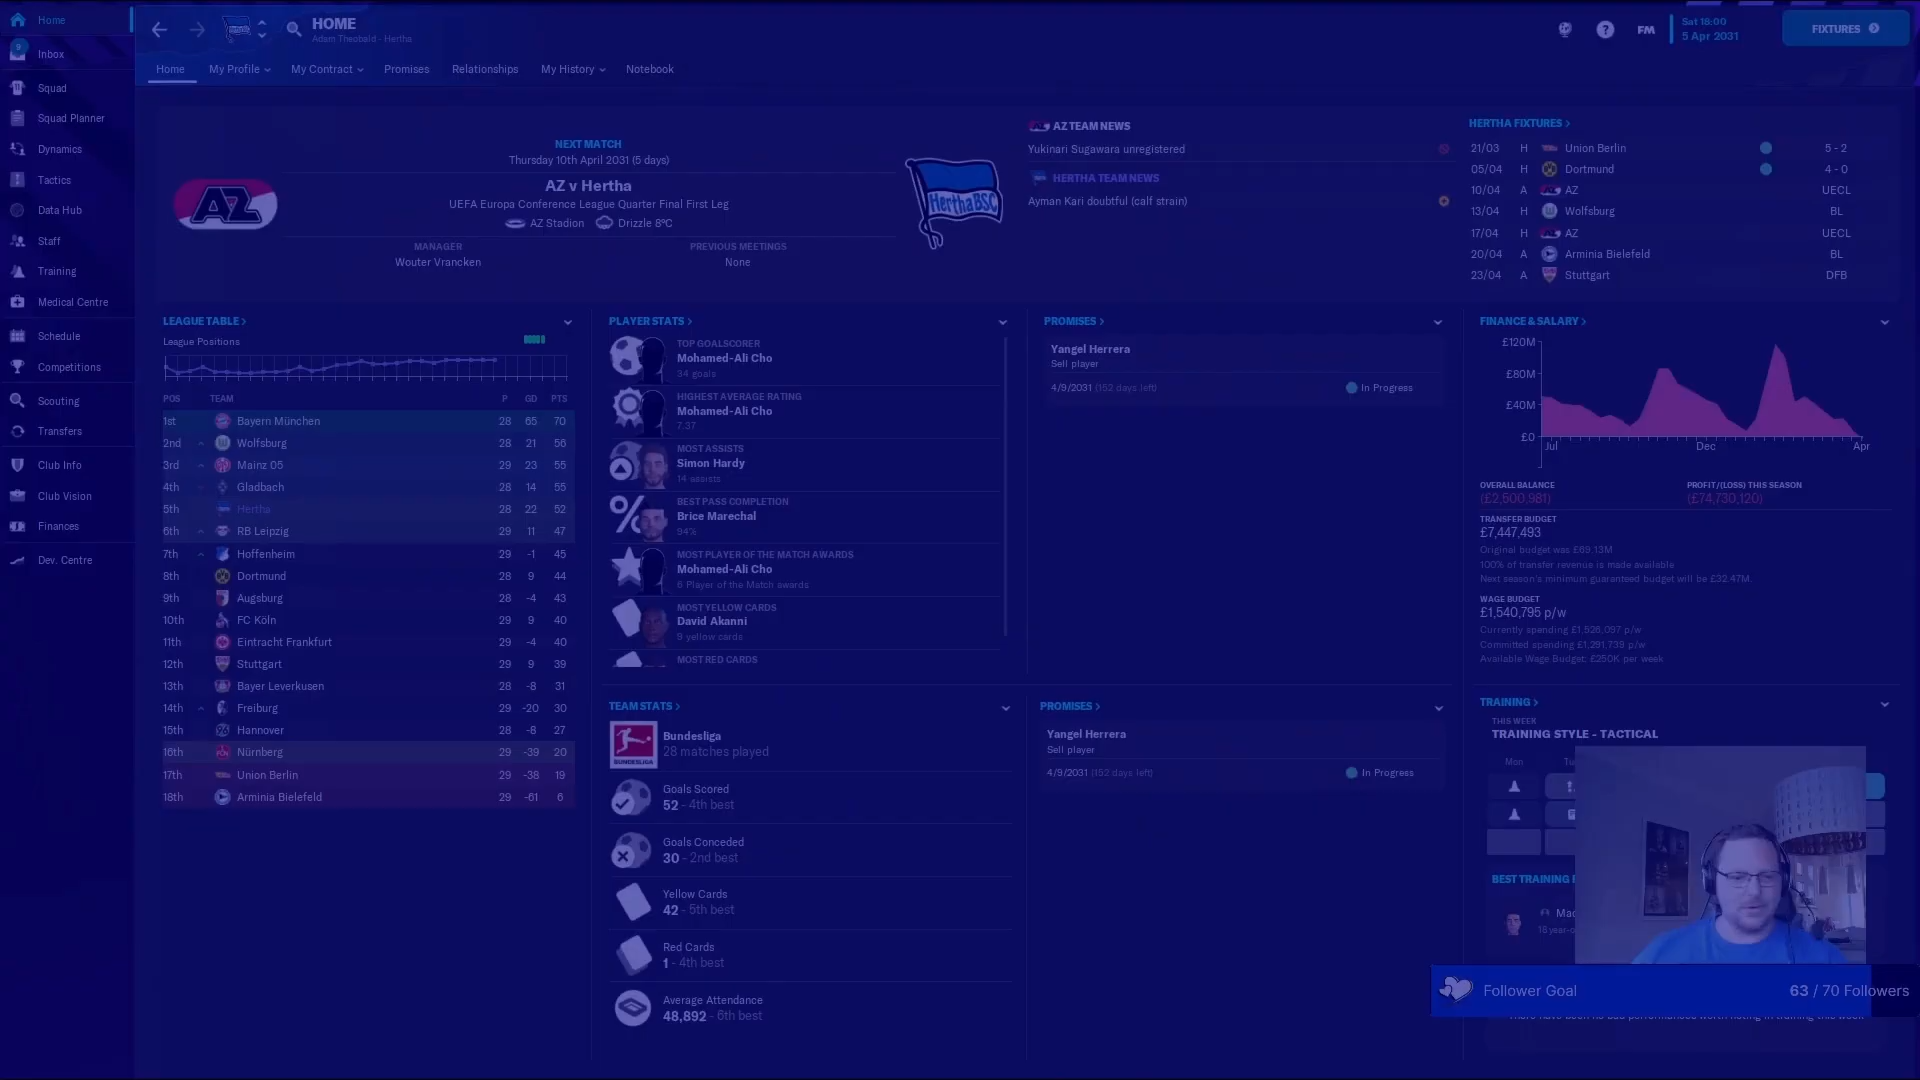 Home
9
Inbox
Squad
Squad Planner
Dynamics
Tactics
Data Hub
Staff
Training
Medical Centre
Schedule
Competitions
Scouting
Transfers
Club Info
Club Vision
Finances
Dev. Centre
HOME
Adam Theobald - Hertha
Home
My Profile
My Contract
Promises
Relationships
My History
Notebook
FM
Sat 18:00
5 Apr 2031
FIXTURES
NEXT MATCH
Thursday 10th April 2031 (5 days)
AZ v Hertha
UEFA Europa Conference League Quarter Final First Leg
AZ Stadion Drizzle 8°C
MANAGER
Wouter Vrancken
PREVIOUS MEETINGS
None
AZ
Hertha BSC
AZ TEAM NEWS
Yukinari Sugawara unregistered
HERTHA TEAM NEWS
Ayman Kari doubtful (calf strain)
HERTHA FIXTURES >
21/03 H Union Berlin 5 - 2
05/04 H Dortmund 4 - 0
10/04 A AZ UECL
13/04 H Wolfsburg BL
17/04 H AZ UECL
20/04 A Arminia Bielefeld BL
23/04 A Stuttgart DFB
LEAGUE TABLE >
League Positions
POS TEAM P GD PTS
1st Bayern München 28 65 70
2nd Wolfsburg 28 21 56
3rd Mainz 05 29 23 55
4th Gladbach 28 14 55
5th Hertha 28 22 52
6th RB Leipzig 29 11 47
7th Hoffenheim 29 -1 45
8th Dortmund 28 9 44
9th Augsburg 28 -4 43
10th FC Köln 29 9 40
11th Eintracht Frankfurt 29 -4 40
12th Stuttgart 29 9 39
13th Bayer Leverkusen 28 -8 31
14th Freiburg 29 -20 30
15th Hannover 28 -8 27
16th Nürnberg 29 -39 20
17th Union Berlin 29 -38 19
18th Arminia Bielefeld 29 -61 6
PLAYER STATS >
TOP GOALSCORER
Mohamed-Ali Cho
34 goals
HIGHEST AVERAGE RATING
Mohamed-Ali Cho
7.37
MOST ASSISTS
Simon Hardy
14 assists
BEST PASS COMPLETION
Brice Marechal
94%
MOST PLAYER OF THE MATCH AWARDS
Mohamed-Ali Cho
6 Player of the Match awards
MOST YELLOW CARDS
David Akanni
9 yellow cards
MOST RED CARDS
PROMISES >
Yangel Herrera
Sell player
4/9/2031 (152 days left) In Progress
FINANCE & SALARY >
£120M
£80M
£40M
£0
Jul Dec Apr
OVERALL BALANCE
(£2,500,981)
PROFIT/(LOSS) THIS SEASON
(£74,730,120)
TRANSFER BUDGET
£7,447,493
Original budget was £69.13M
100% of transfer revenue is made available
Next season's minimum guaranteed budget will be £32.47M.
WAGE BUDGET
£1,540,795 p/w
Currently spending £1,526,097 p/w
Committed spending £1,291,739 p/w
Available Wage Budget: £250K per week
TEAM STATS >
BUNDESLIGA
Bundesliga
28 matches played
Goals Scored
52 - 4th best
Goals Conceded
30 - 2nd best
Yellow Cards
42 - 5th best
Red Cards
1 - 4th best
Average Attendance
48,892 - 6th best
PROMISES >
Yangel Herrera
Sell player
4/9/2031 (152 days left) In Progress
TRAINING >
THIS WEEK
TRAINING STYLE - TACTICAL
Mon
BEST TRAINING
Follower Goal
63 / 70 Followers
There have been no bad performances worth noting in training this week